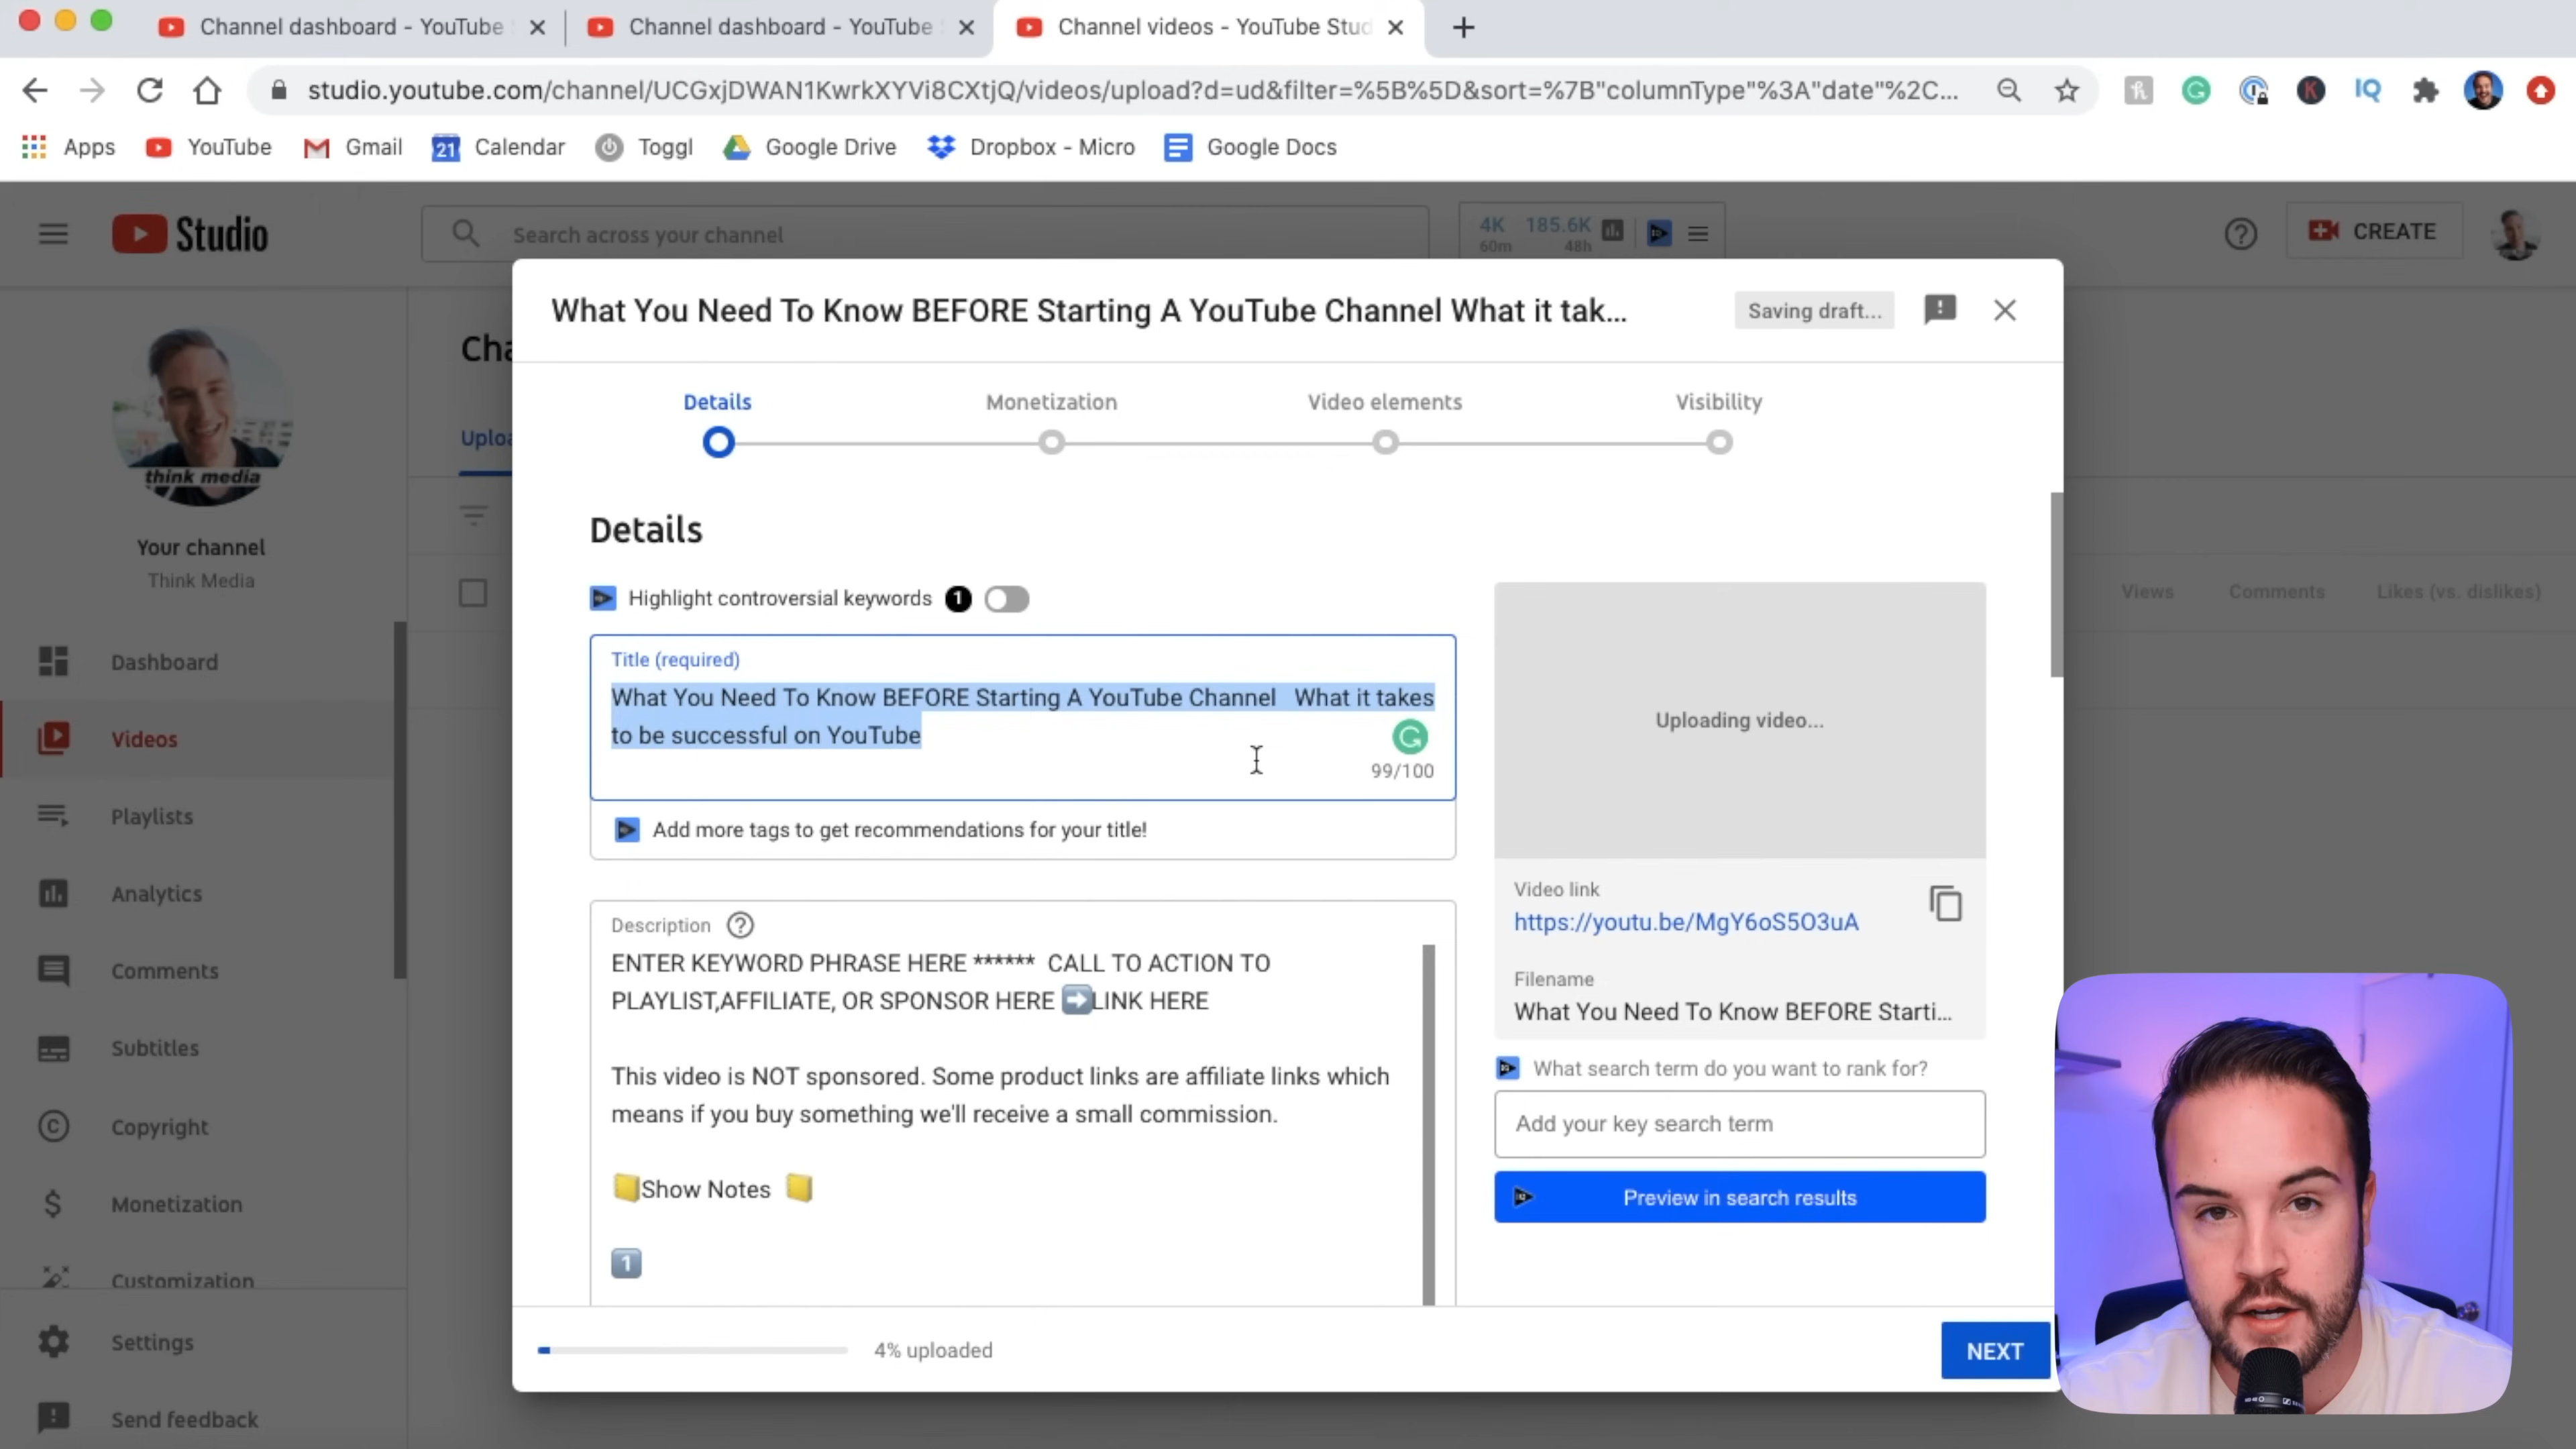 Channel dashboard - YouTube
Channel dashboard - YouTube
Channel videos - YouTube Stud
studio.youtube.com/channel/UCGxjDWAN1KwrkXYVi8CXtjQ/videos/upload?d=ud&filter=%5B%5D&sort=%7B"columnType"%3A"date"%2C...
Apps YouTube Gmail 21 Calendar Toggl Google Drive Dropbox - Micro Google Docs
Studio
Search across your channel
4K 185.6K
60m 48h
CREATE
What You Need To Know BEFORE Starting A YouTube Channel What it tak...
Saving draft...
Cha
Details Monetization Video elements Visibility
Uploa
think media
Your channel
Think Media
Dashboard
Videos
Playlists
Analytics
Comments
Subtitles
Copyright
Monetization
Customization
Settings
Send feedback
Details
Highlight controversial keywords 1
Title (required)
What You Need To Know BEFORE Starting A YouTube Channel   What it takes
to be successful on YouTube
99/100
Add more tags to get recommendations for your title!
Description
ENTER KEYWORD PHRASE HERE ****** CALL TO ACTION TO
PLAYLIST,AFFILIATE, OR SPONSOR HERE ➡️LINK HERE
This video is NOT sponsored. Some product links are affiliate links which
means if you buy something we'll receive a small commission.
📒Show Notes 📒
1️⃣
Uploading video...
Video link
https://youtu.be/MgY6oS5O3uA
Filename
What You Need To Know BEFORE Starti...
What search term do you want to rank for?
Add your key search term
Preview in search results
Views Comments Likes (vs. dislikes)
4% uploaded
NEXT